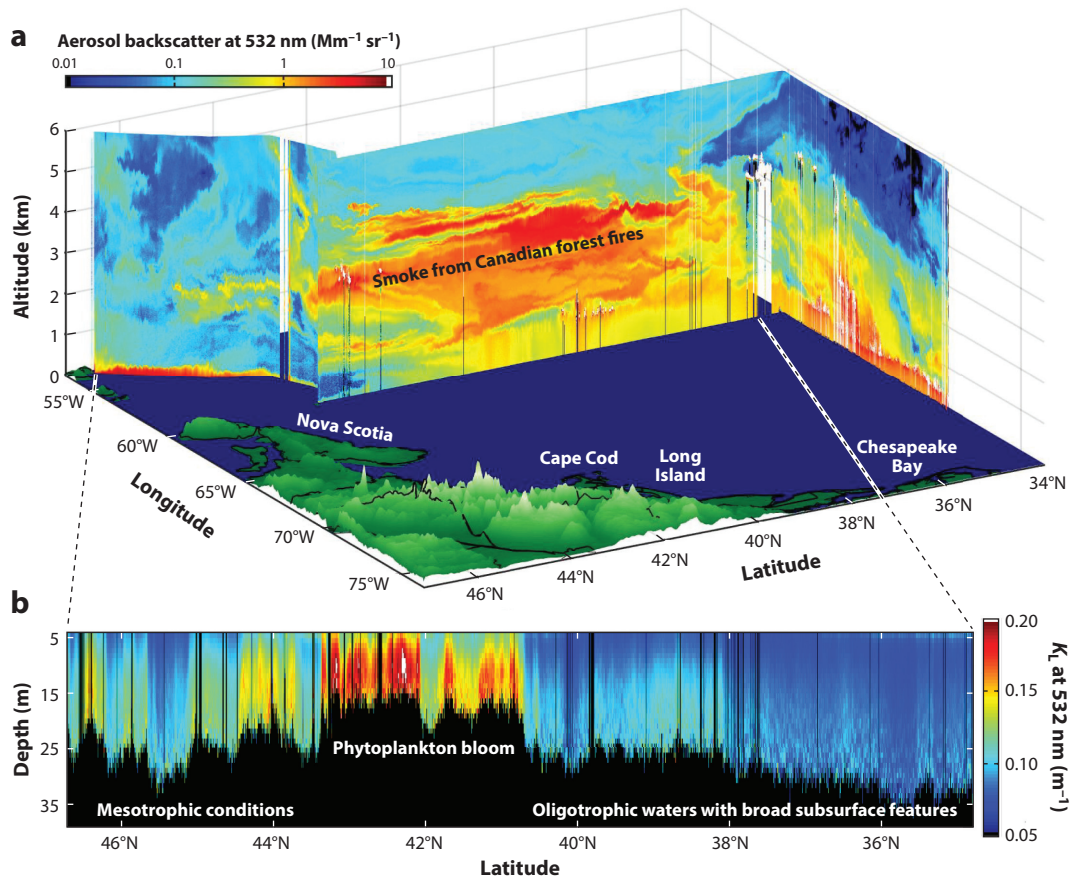 a
Aerosol backscatter at 532 nm (Mm⁻¹ sr⁻¹)
0.01 0.1 1 10
6
5
4
3
2
1
0
Altitude (km)
Smoke from Canadian forest fires
55°W
60°W
65°W
70°W
75°W
Longitude
Nova Scotia
Cape Cod
Long
Island
Chesapeake
Bay
46°N
44°N
42°N
40°N
38°N
36°N
34°N
Latitude
b
5
15
25
35
Depth (m)
Phytoplankton bloom
Mesotrophic conditions
Oligotrophic waters with broad subsurface features
46°N 44°N 42°N 40°N 38°N 36°N
Latitude
0.20
0.15
0.10
0.05
K_L at 532 nm (m⁻¹)